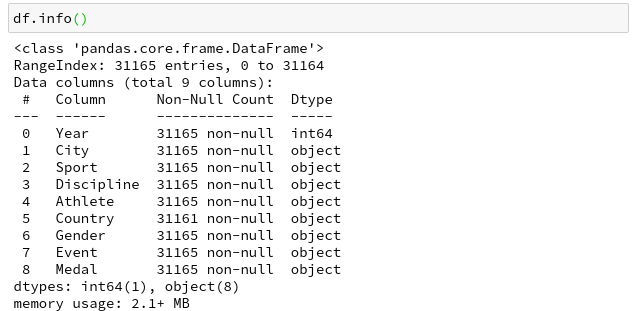 df.info()
<class 'pandas.core.frame.DataFrame'>
RangeIndex: 31165 entries, 0 to 31164
Data columns (total 9 columns):
 #   Column      Non-Null Count  Dtype
---  ------      --------------  -----
 0   Year        31165 non-null  int64
 1   City        31165 non-null  object
 2   Sport       31165 non-null  object
 3   Discipline  31165 non-null  object
 4   Athlete     31165 non-null  object
 5   Country     31161 non-null  object
 6   Gender      31165 non-null  object
 7   Event       31165 non-null  object
 8   Medal       31165 non-null  object
dtypes: int64(1), object(8)
memory usage: 2.1+ MB